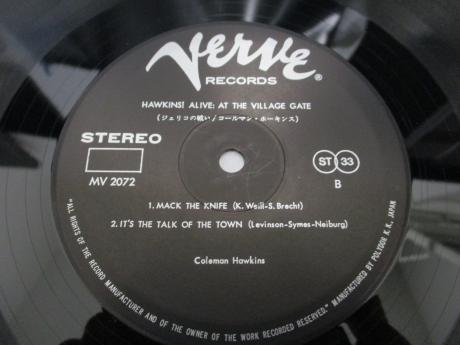 VERVE
RECORDS ®
HAWKINS! ALIVE: AT THE VILLAGE GATE
(ジェリコの戦い/コールマン・ホーキンス)
STEREO
MV 2072
ST 33
B
1. MACK THE KNIFE (K. Weill-S. Brecht)
2. IT'S THE TALK OF THE TOWN (Levinson-Symes-Neiburg)
Coleman Hawkins
"ALL RIGHTS OF THE RECORD MANUFACTURER AND OF THE OWNER OF THE WORK RECORDED RESERVED." MANUFACTURED BY POLYDOR K.K., JAPAN